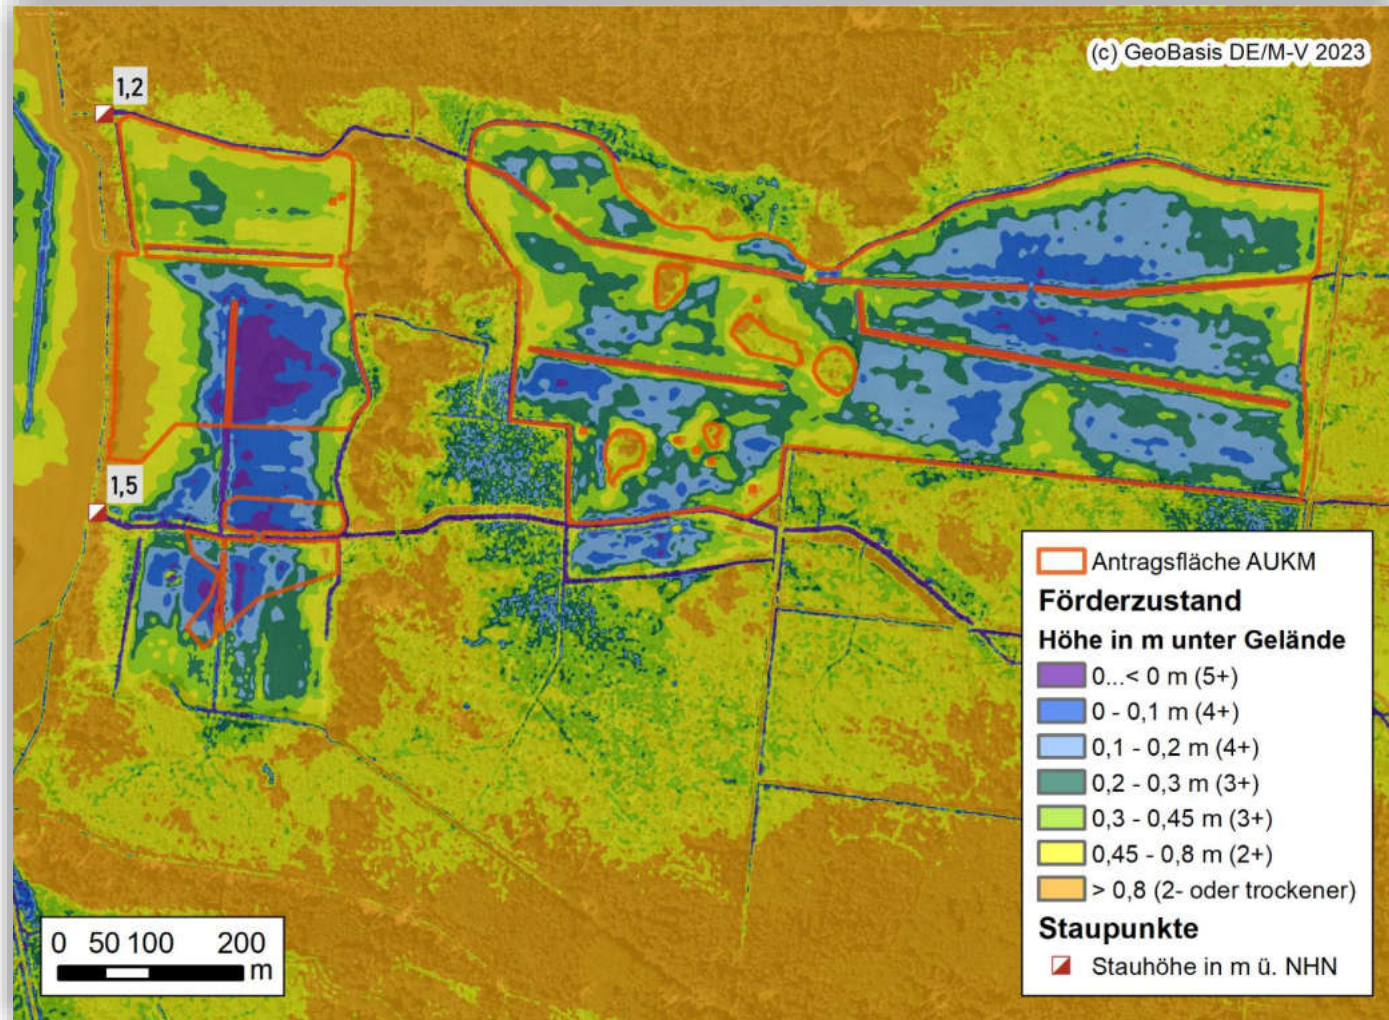 (c) GeoBasis DE/M-V 2023
1,2
1,5
Antragsfläche AUKM
Förderzustand
Höhe in m unter Gelände
0...< 0 m (5+)
0 - 0,1 m (4+)
0,1 - 0,2 m (4+)
0,2 - 0,3 m (3+)
0,3 - 0,45 m (3+)
0,45 - 0,8 m (2+)
> 0,8 (2- oder trockener)
Staupunkte
Stauhöhe in m ü. NHN
0 50 100 200
m